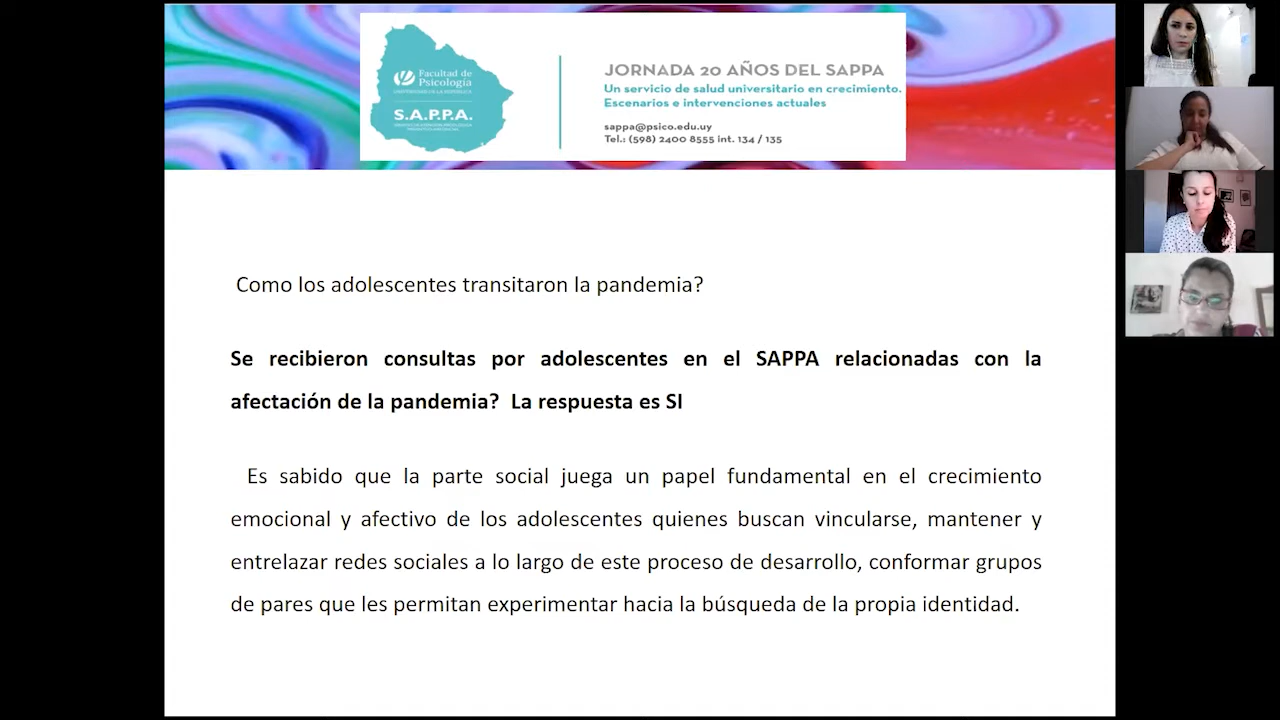 Facultad de
Psicología
UNIVERSIDAD DE LA REPÚBLICA
S.A.P.P.A.
JORNADA 20 AÑOS DEL SAPPA
Un servicio de salud universitario en crecimiento.
Escenarios e intervenciones actuales
sappa@psico.edu.uy
Tel.: (598) 2400 8555 int. 134 / 135
Como los adolescentes transitaron la pandemia?
Se recibieron consultas por adolescentes en el SAPPA relacionadas con la
afectación de la pandemia? La respuesta es SI
Es sabido que la parte social juega un papel fundamental en el crecimiento
emocional y afectivo de los adolescentes quienes buscan vincularse, mantener y
entrelazar redes sociales a lo largo de este proceso de desarrollo, conformar grupos
de pares que les permitan experimentar hacia la búsqueda de la propia identidad.